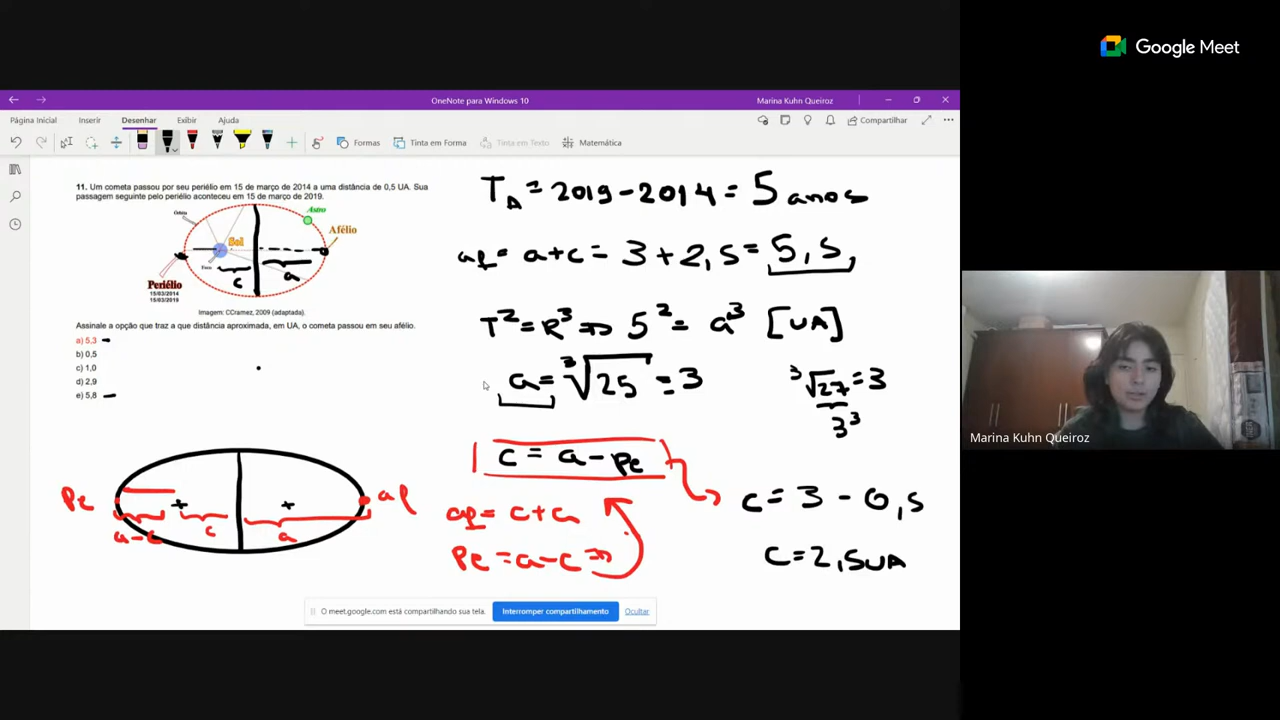 Google Meet
OneNote para Windows 10
Marina Kuhn Queiroz
Página Inicial Inserir Desenhar Exibir Ajuda
Compartilhar
Formas Tinta em Forma Tinta em Texto Matemática
11. Um cometa passou por seu periélio em 15 de março de 2014 a uma distância de 0,5 UA. Sua
passagem seguinte pelo periélio aconteceu em 15 de março de 2019.
Órbita
Astro
Sol
Afélio
Foco
c
a
Periélio
15/03/2014
15/03/2019
Imagem: CCramez, 2009 (adaptada).
Assinale a opção que traz a que distância aproximada, em UA, o cometa passou em seu afélio.
a) 5,3
b) 0,5
c) 1,0
d) 2,9
e) 5,8
Pe
af
a-c
c
a
TA = 2019-2014 = 5 anos
af = a+c = 3+2,5 = 5,5,
T² = R³ => 5² = a³ [UA]
a = ³√25 = 3
³√27 = 3
3³
c = a - pe
af = c+a
Pe = a-c =>
c = 3 - 0,5
c = 2,5UA
Marina Kuhn Queiroz
O meet.google.com está compartilhando sua tela.
Interromper compartilhamento
Ocultar